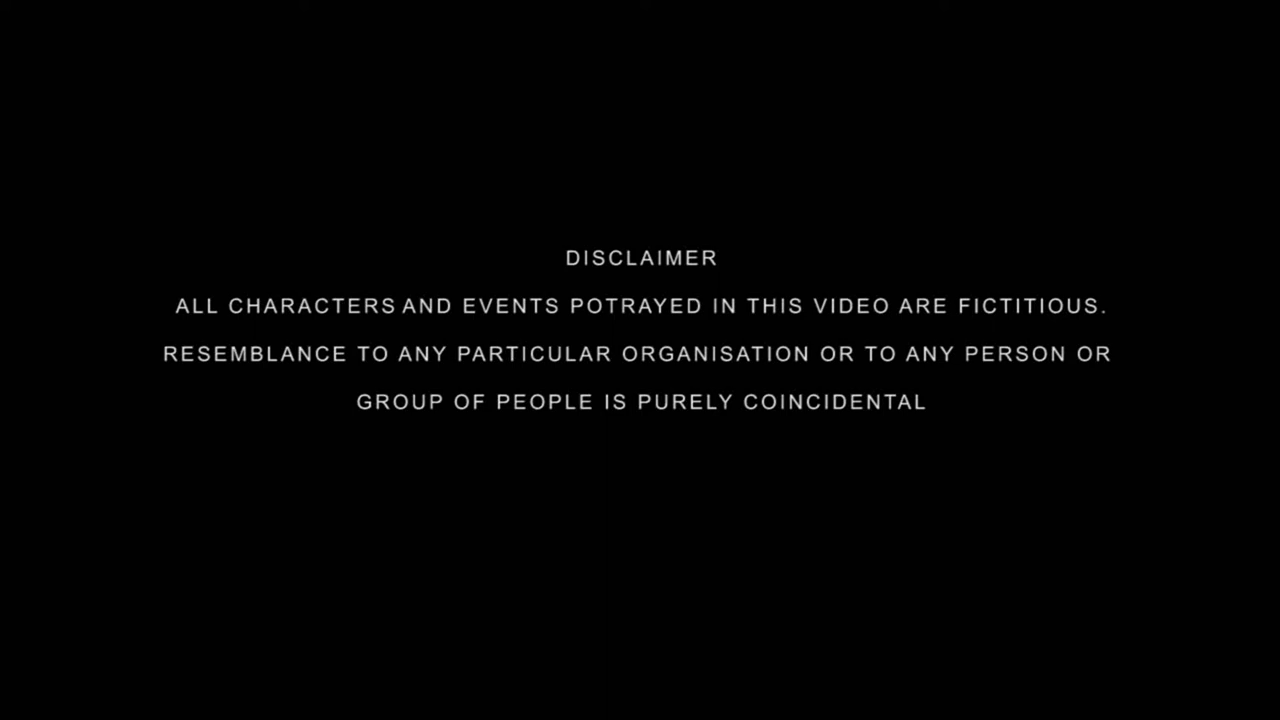 DISCLAIMER
ALL CHARACTERS AND EVENTS POTRAYED IN THIS VIDEO ARE FICTITIOUS.
RESEMBLANCE TO ANY PARTICULAR ORGANISATION OR TO ANY PERSON OR
GROUP OF PEOPLE IS PURELY COINCIDENTAL